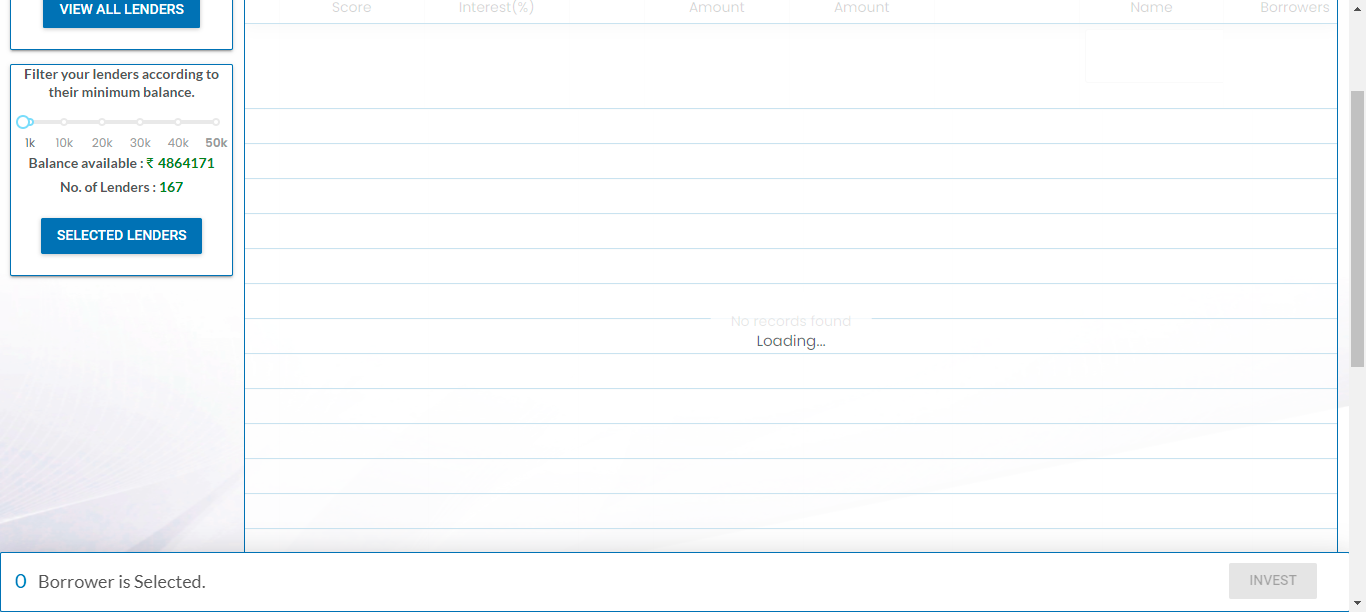 VIEW ALL LENDERS
Filter your lenders according to
their minimum balance.
1k 10k 20k 30k 40k 50k
Balance available : ₹ 4864171
No. of Lenders : 167
SELECTED LENDERS
Score Interest(%) Amount Amount Name Borrowers
No records found
Loading...
0 Borrower is Selected.
INVEST